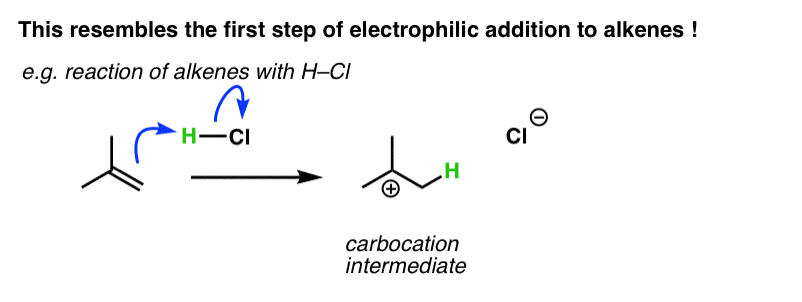 This resembles the first step of electrophilic addition to alkenes !
e.g. reaction of alkenes with H–Cl
H–Cl
Cl ⊖
H
⊕
carbocation
intermediate